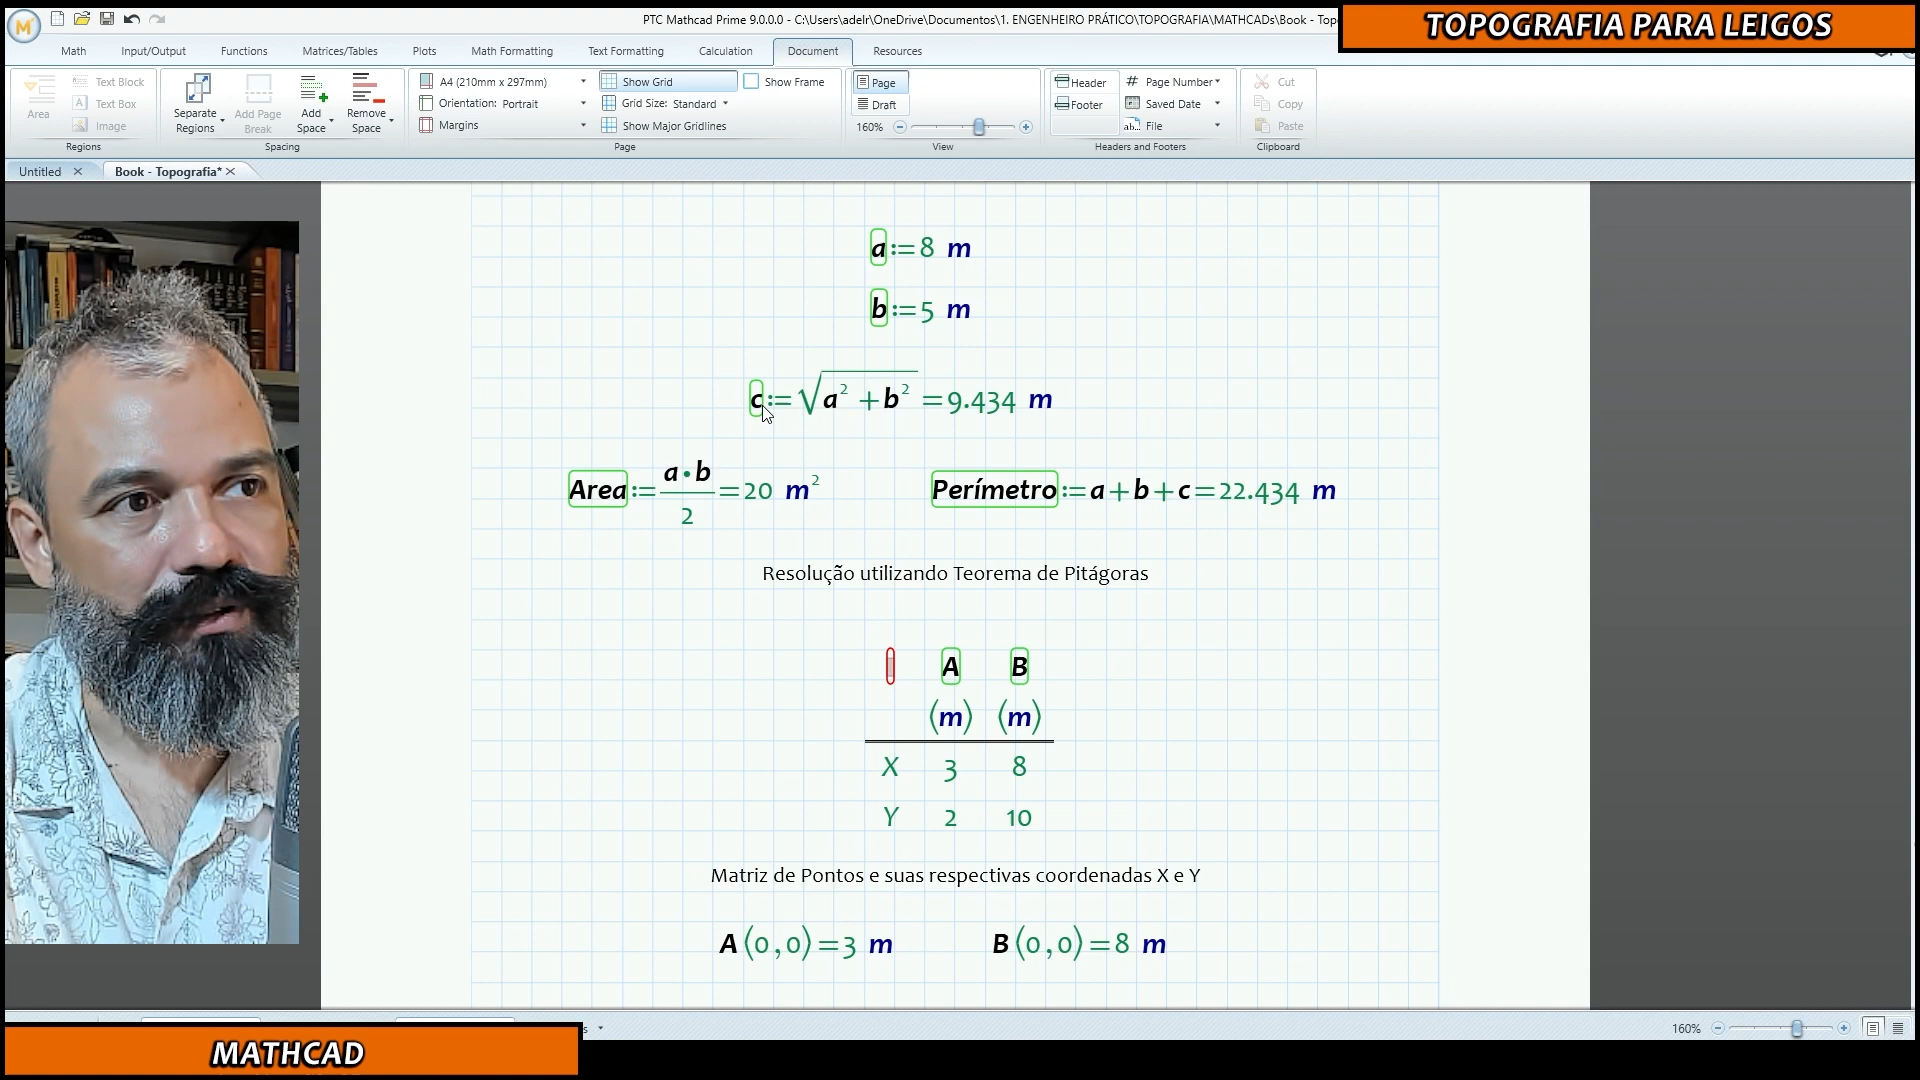 PTC Mathcad Prime 9.0.0.0 - C:\Users\adelr\OneDrive\Documentos\1. ENGENHEIRO PRÁTICO\TOPOGRAFIA\MATHCADs\Book - Top
TOPOGRAFIA PARA LEIGOS
Math Input/Output Functions Matrices/Tables Plots Math Formatting Text Formatting Calculation Document Resources
Area
Text Block
Text Box
Image
Regions
Separate Regions
Add Page Break
Add Space
Remove Space
Spacing
A4 (210mm x 297mm)
Orientation: Portrait
Margins
Show Grid
Show Frame
Grid Size: Standard
Show Major Gridlines
Page
Page
Draft
160%
View
Header
Footer
# Page Number
Saved Date
ab.. File
Headers and Footers
Cut
Copy
Paste
Clipboard
Untitled
Book - Topografia*
a := 8 m
b := 5 m
c := √(a² + b²) = 9.434 m
Area := a • b / 2 = 20 m²
Perímetro := a + b + c = 22.434 m
Resolução utilizando Teorema de Pitágoras
A B
(m) (m)
X 3 8
Y 2 10
Matriz de Pontos e suas respectivas coordenadas X e Y
A (0,0) = 3 m
B (0,0) = 8 m
160%
MATHCAD